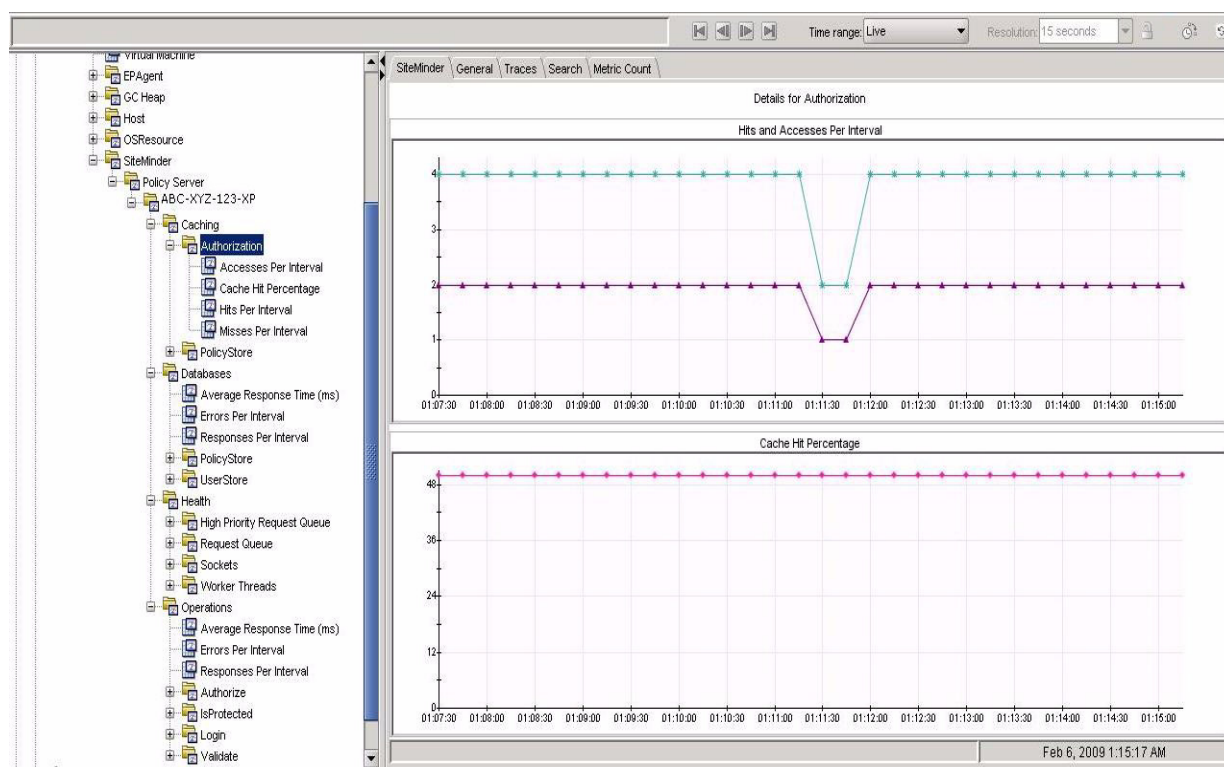 Time range: Live
Resolution: 15 seconds
Virtual Machine
EPAgent
GC Heap
Host
OSResource
SiteMinder
Policy Server
ABC-XYZ-123-XP
Caching
Authorization
Accesses Per Interval
Cache Hit Percentage
Hits Per Interval
Misses Per Interval
PolicyStore
Databases
Average Response Time (ms)
Errors Per Interval
Responses Per Interval
PolicyStore
UserStore
Health
High Priority Request Queue
Request Queue
Sockets
Worker Threads
Operations
Average Response Time (ms)
Errors Per Interval
Responses Per Interval
Authorize
IsProtected
Login
Validate
SiteMinder General Traces Search Metric Count
Details for Authorization
Hits and Accesses Per Interval
4
3
2
1
0
01:07:30 01:08:00 01:08:30 01:09:00 01:09:30 01:10:00 01:10:30 01:11:00 01:11:30 01:12:00 01:12:30 01:13:00 01:13:30 01:14:00 01:14:30 01:15:00
Cache Hit Percentage
48
36
24
12
0
01:07:30 01:08:00 01:08:30 01:09:00 01:09:30 01:10:00 01:10:30 01:11:00 01:11:30 01:12:00 01:12:30 01:13:00 01:13:30 01:14:00 01:14:30 01:15:00
Feb 6, 2009 1:15:17 AM